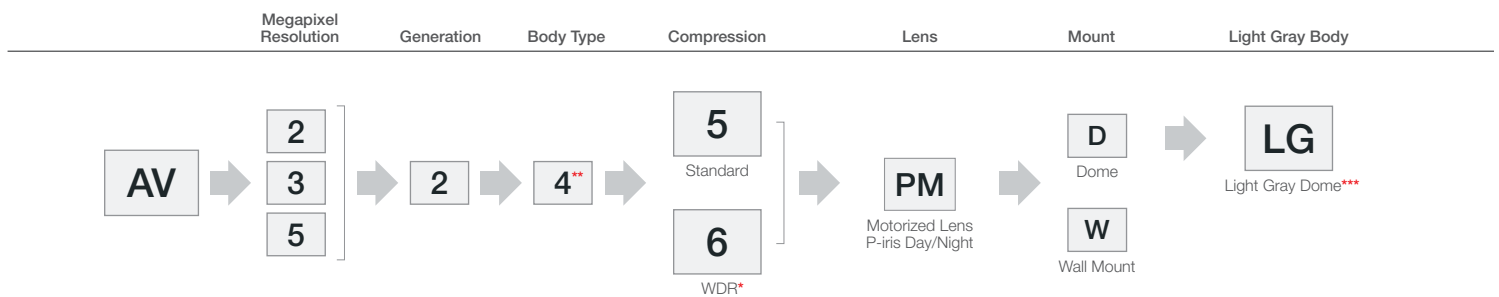 Megapixel
Resolution
Generation
Body Type
Compression
Lens
Mount
Light Gray Body
AV
2
3
5
2
4**
5
Standard
6
WDR*
PM
Motorized Lens
P-iris Day/Night
D
Dome
W
Wall Mount
LG
Light Gray Dome***